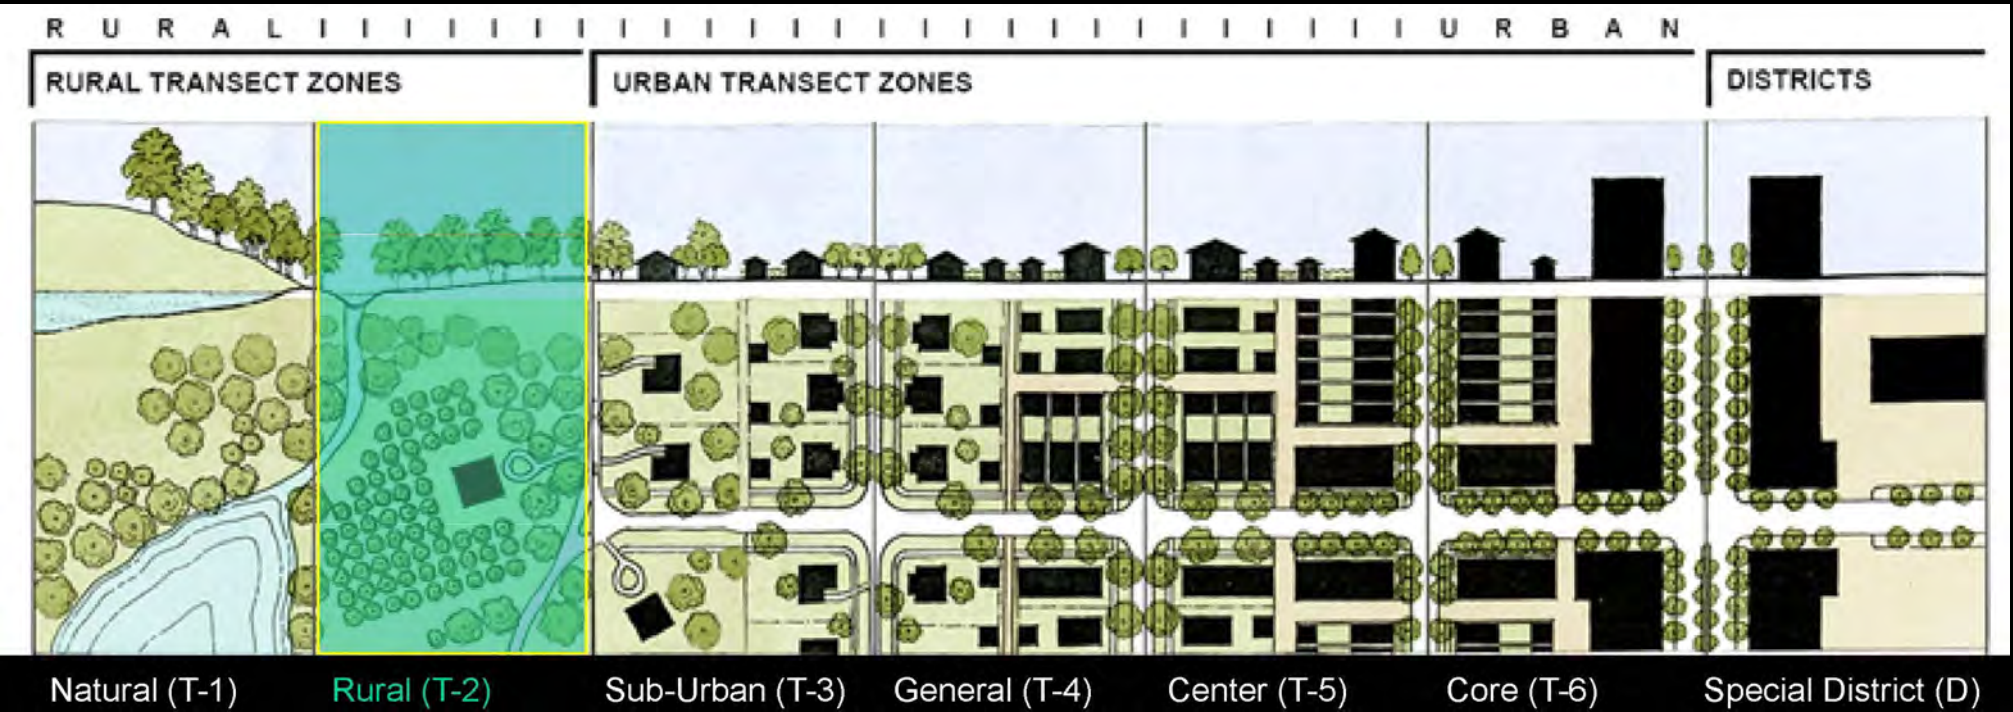 R U R A L I I I I I I I I I I I I I I I I I I I I I I I I I I U R B A N
RURAL TRANSECT ZONES
URBAN TRANSECT ZONES
DISTRICTS
Natural (T-1)
Rural (T-2)
Sub-Urban (T-3)
General (T-4)
Center (T-5)
Core (T-6)
Special District (D)